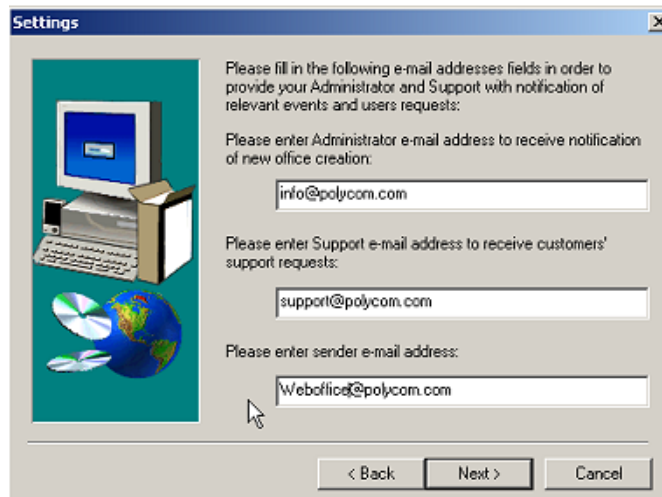 Settings
Please fill in the following e-mail addresses fields in order to
provide your Administrator and Support with notification of
relevant events and users requests:
Please enter Administrator e-mail address to receive notification
of new office creation:
info@polycom.com
Please enter Support e-mail address to receive customers'
support requests:
support@polycom.com
Please enter sender e-mail address:
Weboffice@polycom.com
< Back Next > Cancel